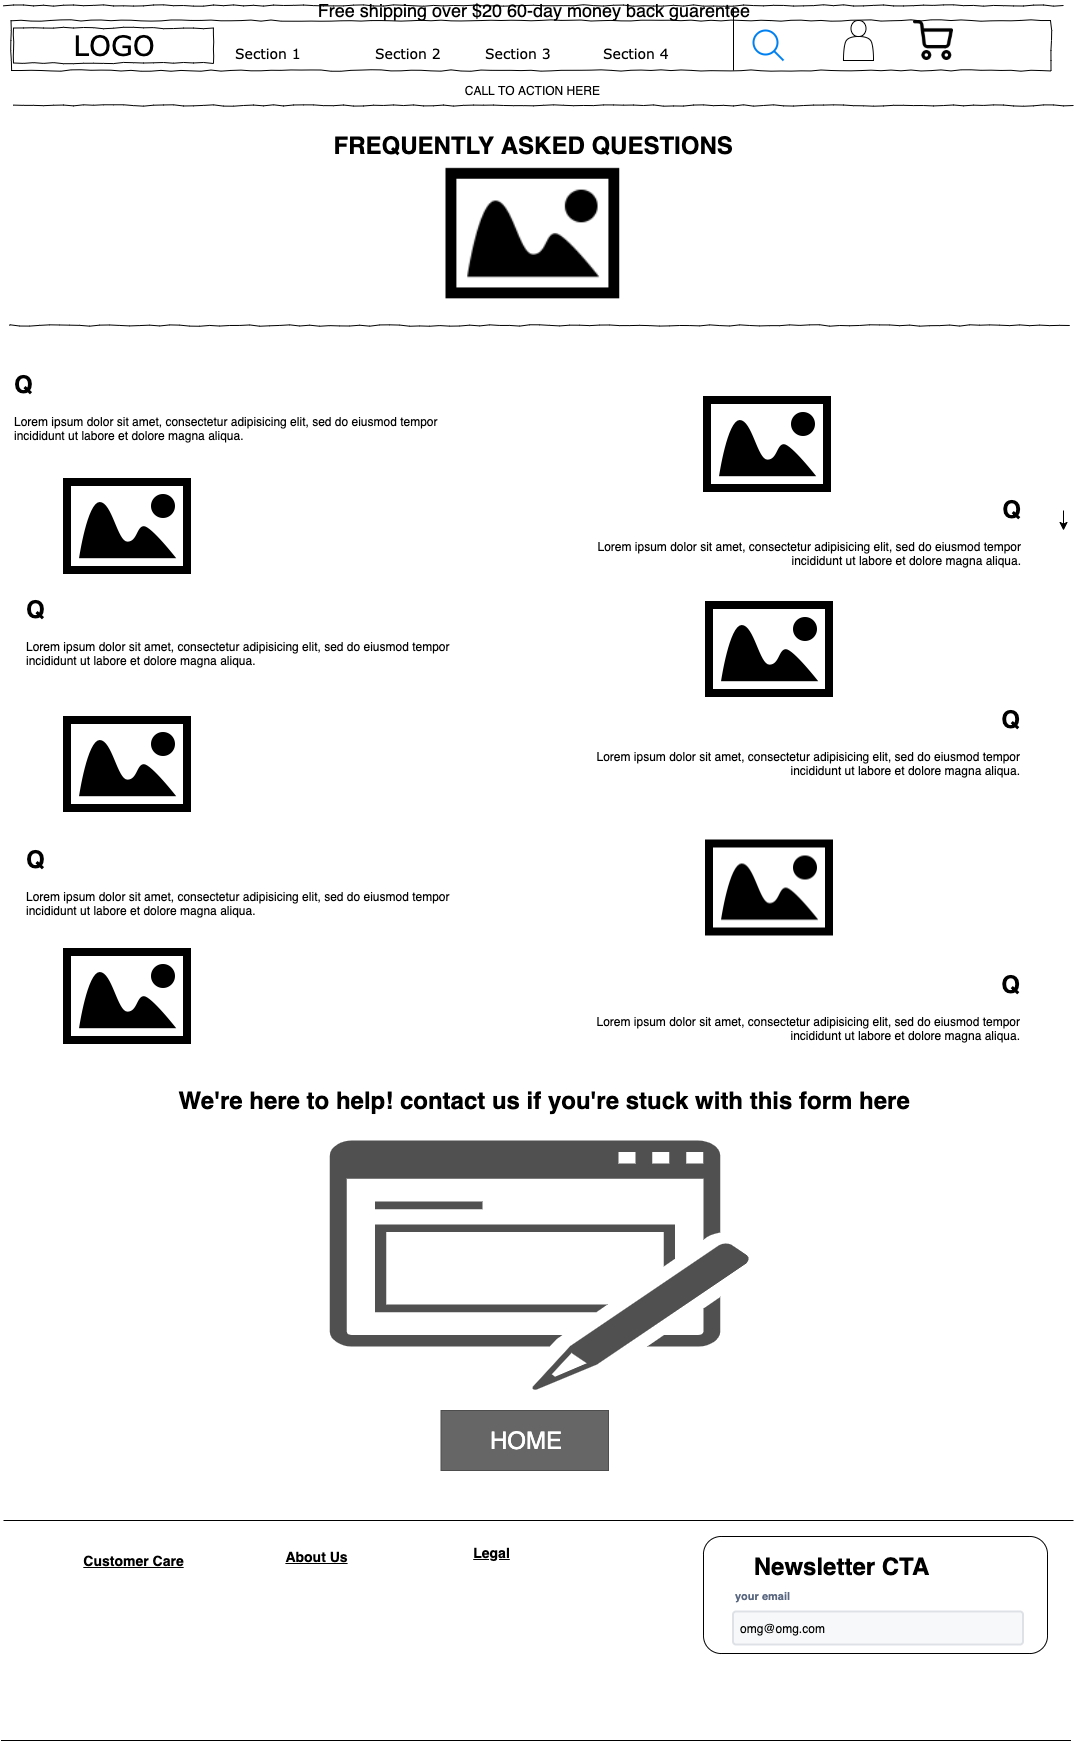 Free shipping over $20 60-day money back guarentee
LOGO
Section 1
Section 2
Section 3
Section 4
CALL TO ACTION HERE
FREQUENTLY ASKED QUESTIONS
Q
Lorem ipsum dolor sit amet, consectetur adipisicing elit, sed do eiusmod tempor
incididunt ut labore et dolore magna aliqua.
Q
Lorem ipsum dolor sit amet, consectetur adipisicing elit, sed do eiusmod tempor
incididunt ut labore et dolore magna aliqua.
Q
Lorem ipsum dolor sit amet, consectetur adipisicing elit, sed do eiusmod tempor
incididunt ut labore et dolore magna aliqua.
Q
Lorem ipsum dolor sit amet, consectetur adipisicing elit, sed do eiusmod tempor
incididunt ut labore et dolore magna aliqua.
Q
Lorem ipsum dolor sit amet, consectetur adipisicing elit, sed do eiusmod tempor
incididunt ut labore et dolore magna aliqua.
Q
Lorem ipsum dolor sit amet, consectetur adipisicing elit, sed do eiusmod tempor
incididunt ut labore et dolore magna aliqua.
We're here to help! contact us if you're stuck with this form here
HOME
Customer Care
About Us
Legal
Newsletter CTA
your email
omg@omg.com